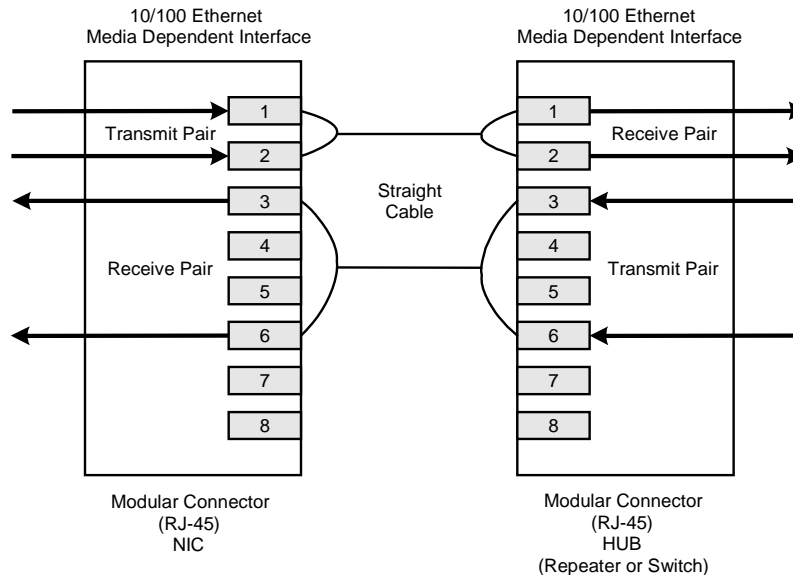 10/100 Ethernet
Media Dependent Interface
10/100 Ethernet
Media Dependent Interface
1
Transmit Pair
2
3
4
Receive Pair
5
6
7
8
Straight
Cable
1
Receive Pair
2
3
4
Transmit Pair
5
6
7
8
Modular Connector
(RJ-45)
NIC
Modular Connector
(RJ-45)
HUB
(Repeater or Switch)